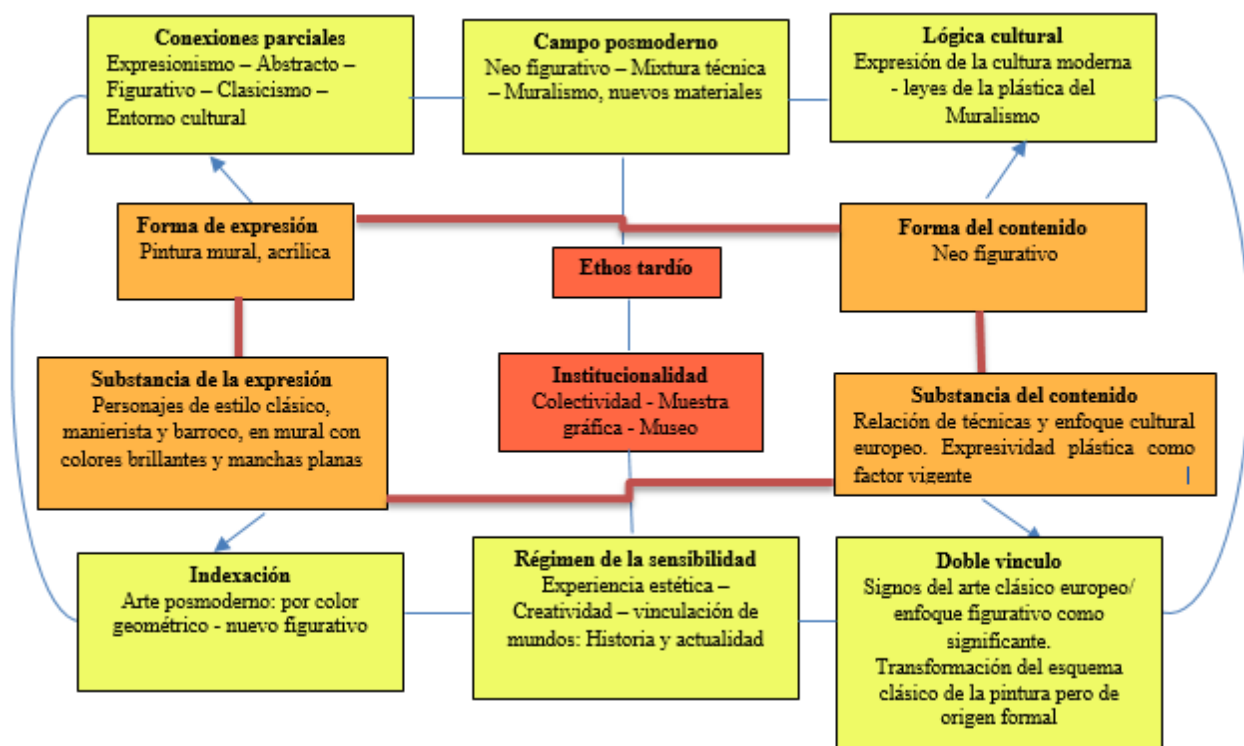 Conexiones parciales
Expresionismo – Abstracto –
Figurativo – Clasicismo –
Entorno cultural
Campo posmoderno
Neo figurativo – Mixtura técnica
– Muralismo, nuevos materiales
Lógica cultural
Expresión de la cultura moderna
- leyes de la plástica del
Muralismo
Forma de expresión
Pintura mural, acrílica
Ethos tardío
Forma del contenido
Neo figurativo
Substancia de la expresión
Personajes de estilo clásico,
manierista y barroco, en mural con
colores brillantes y manchas planas
Institucionalidad
Colectividad - Muestra
gráfica - Museo
Substancia del contenido
Relación de técnicas y enfoque cultural
europeo. Expresividad plástica como
factor vigente
Indexación
Arte posmoderno: por color
geométrico - nuevo figurativo
Régimen de la sensibilidad
Experiencia estética –
Creatividad – vinculación de
mundos: Historia y actualidad
Doble vinculo
Signos del arte clásico europeo/
enfoque figurativo como
significante.
Transformación del esquema
clásico de la pintura pero de
origen formal